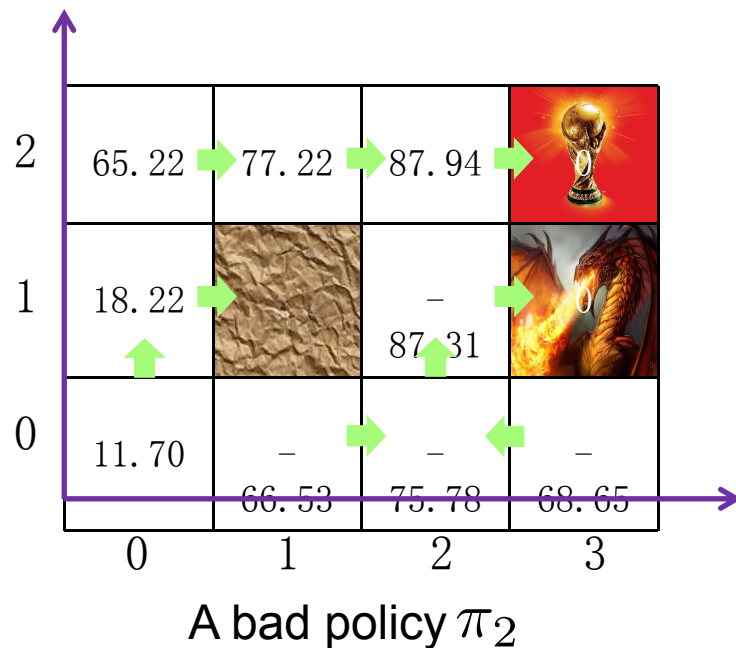 2 65.22 77.22 87.94 0
1 18.22 – 87.31 0
0 11.70 – 66.53 – 75.78 – 68.65
0 1 2 3
A bad policy π₂